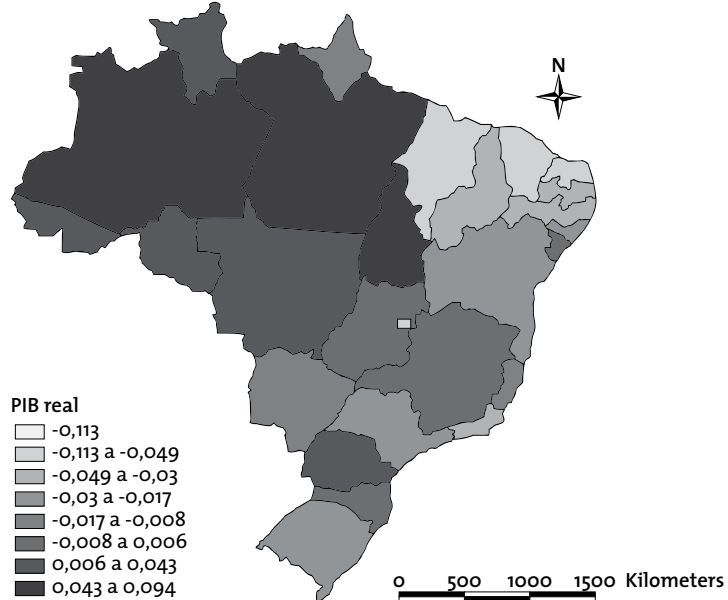 N
PIB real
-0,113
-0,113 a -0,049
-0,049 a -0,03
-0,03 a -0,017
-0,017 a -0,008
-0,008 a 0,006
0,006 a 0,043
0,043 a 0,094
0 500 1000 1500 Kilometers